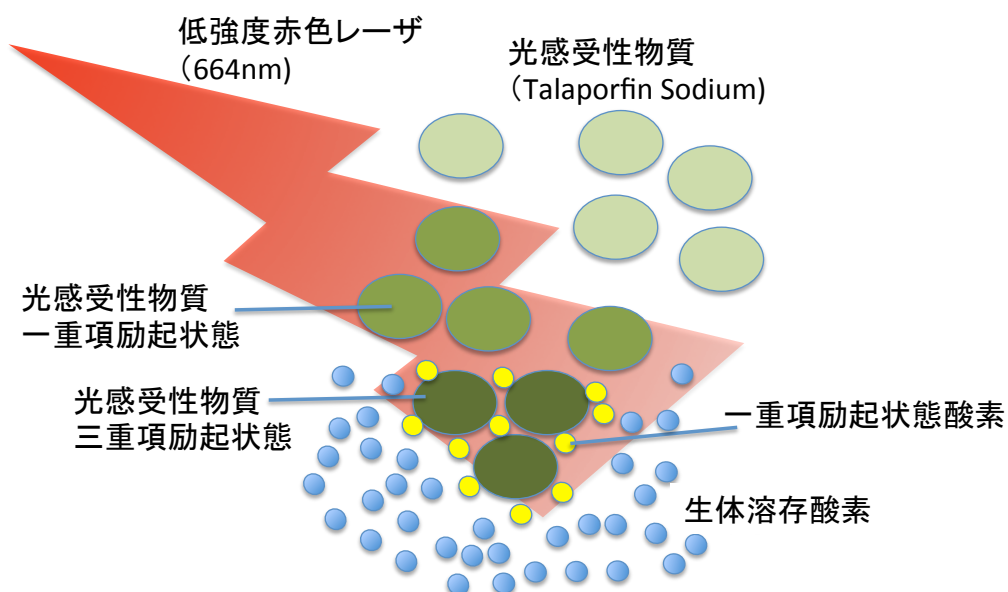 低強度赤色レーザ
（664nm)
光感受性物質
（Talaporfin Sodium)
光感受性物質
一重項励起状態
光感受性物質
三重項励起状態
一重項励起状態酸素
生体溶存酸素